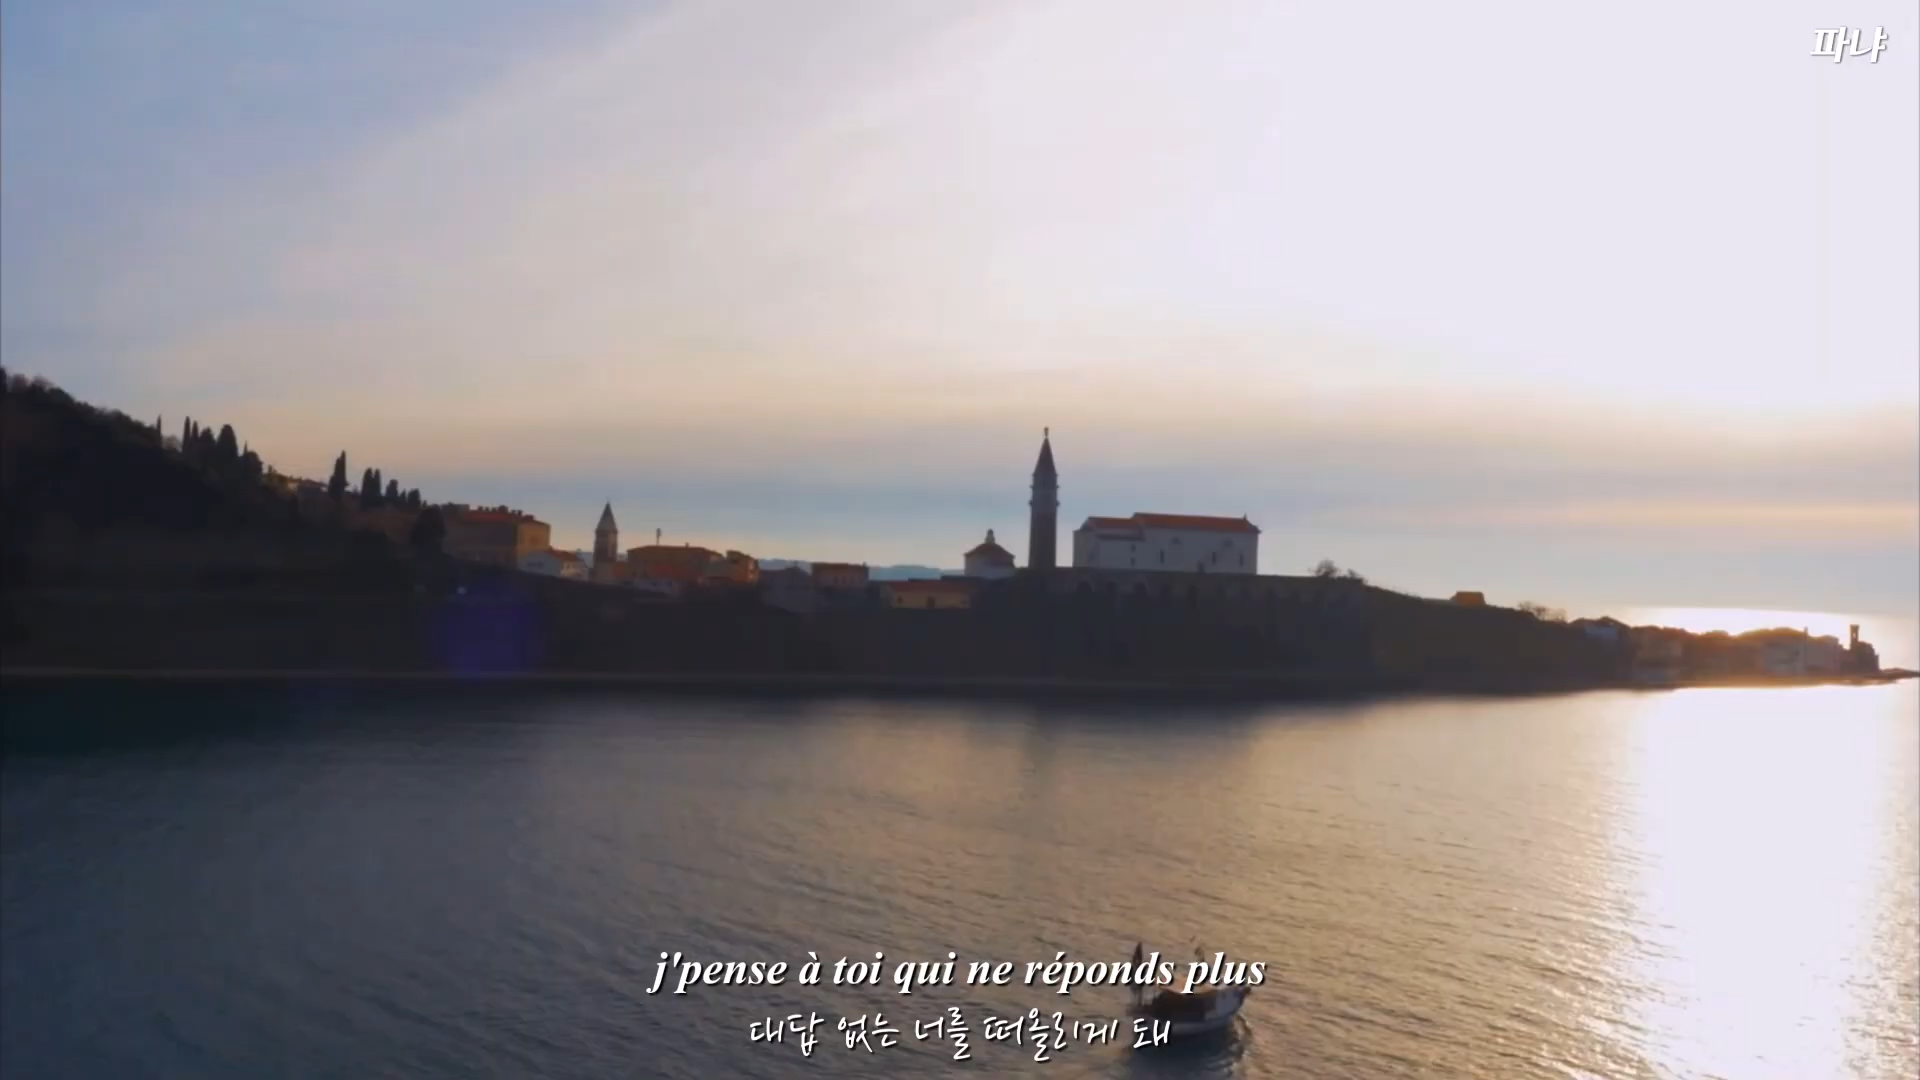 파냐
j'pense à toi qui ne réponds plus
대답 없는 너를 떠올리게 돼